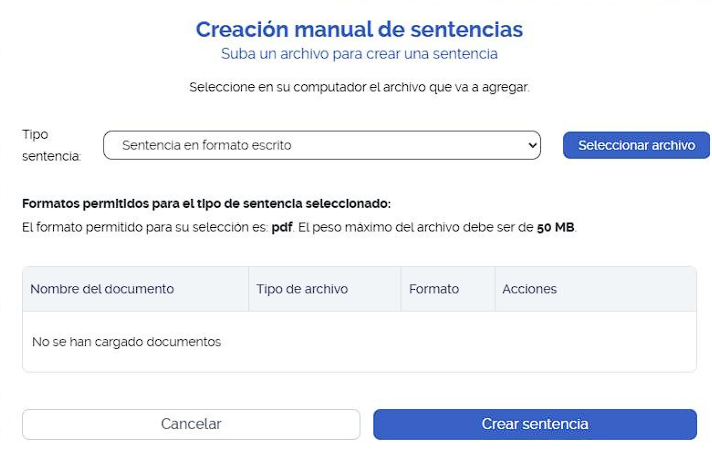 Creación manual de sentencias
Suba un archivo para crear una sentencia
Seleccione en su computador el archivo que va a agregar.
Tipo
sentencia:
Sentencia en formato escrito
Seleccionar archivo
Formatos permitidos para el tipo de sentencia seleccionado:
El formato permitido para su selección es: pdf. El peso máximo del archivo debe ser de 50 MB.
Nombre del documento Tipo de archivo Formato Acciones
No se han cargado documentos
Cancelar Crear sentencia